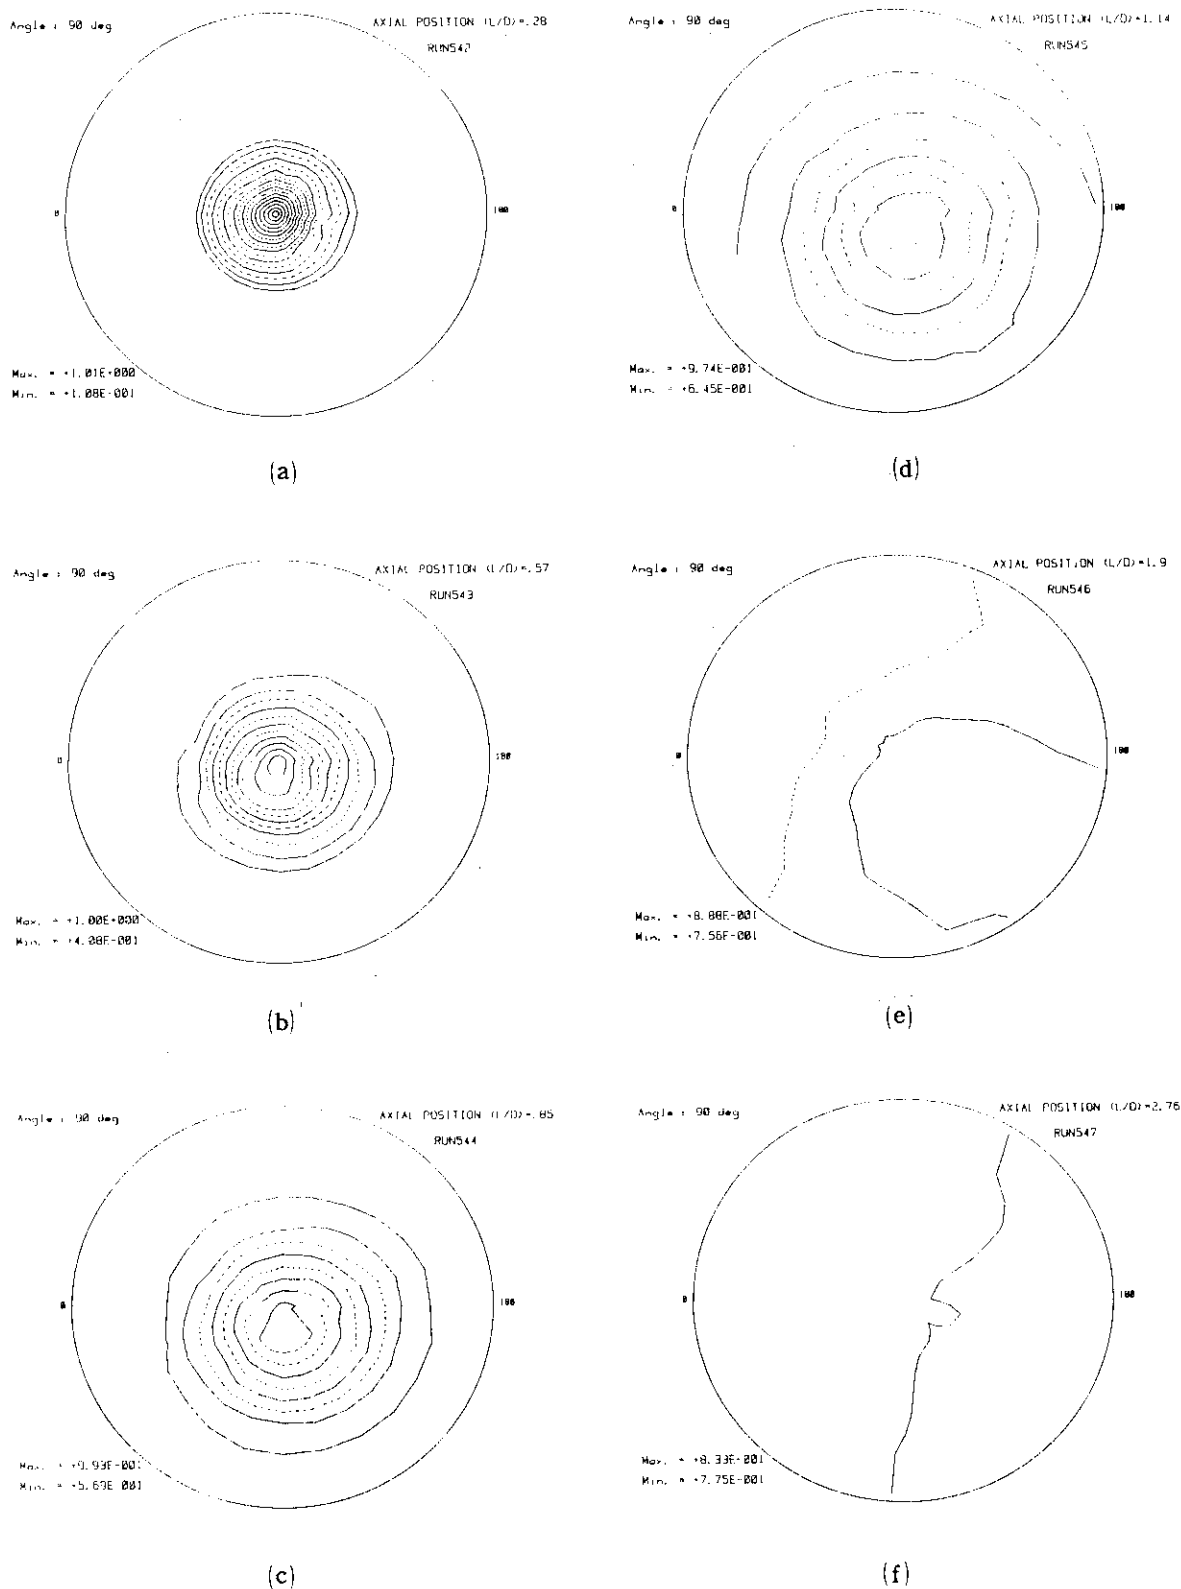 Angle : 90 deg
AXIAL POSITION (L/D)=.28
RUN542
0
180
Max. = +1.01E+000
Min. = +1.08E-001
(a)
Angle : 90 deg
AXIAL POSITION (L/D)=.57
RUN543
0
180
Max. = +1.00E+000
Min. = +4.08E-001
(b)
Angle : 90 deg
AXIAL POSITION (L/D)=.85
RUN544
0
180
Max. = +9.93E-001
Min. = +5.69E-001
(c)
Angle : 90 deg
AXIAL POSITION (L/D)=1.14
RUN545
0
180
Max. = +9.74E-001
Min. = +6.45E-001
(d)
Angle : 90 deg
AXIAL POSITION (L/D)=1.9
RUN546
0
180
Max. = +8.88E-001
Min. = +7.56E-001
(e)
Angle : 90 deg
AXIAL POSITION (L/D)=2.76
RUN547
0
180
Max. = +8.33E-001
Min. = +7.75E-001
(f)